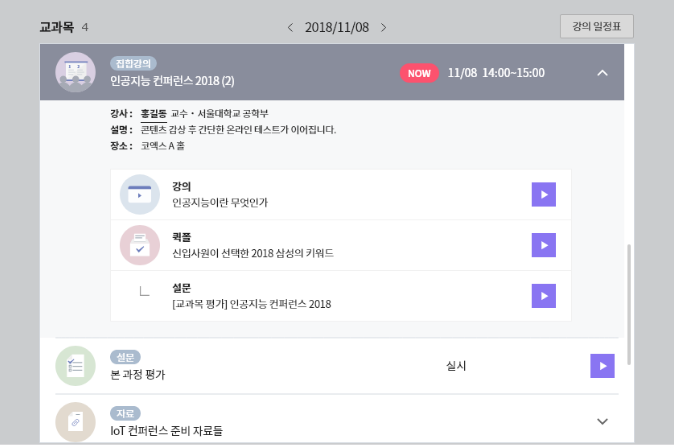 교과목 4
2018/11/08
강의 일정표
집합강의
인공지능 컨퍼런스 2018 (2)
NOW 11/08 14:00~15:00
강사 : 홍길동 교수 • 서울대학교 공학부
설명 : 콘텐츠 감상 후 간단한 온라인 테스트가 이어집니다.
장소 : 코엑스 A 홀
강의
인공지능이란 무엇인가
퀵폴
신입사원이 선택한 2018 삼성의 키워드
설문
[교과목 평가] 인공지능 컨퍼런스 2018
설문
본 과정 평가
실시
자료
IoT 컨퍼런스 준비 자료들